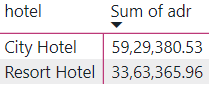 hotel Sum of adr
City Hotel 59,29,380.53
Resort Hotel 33,63,365.96